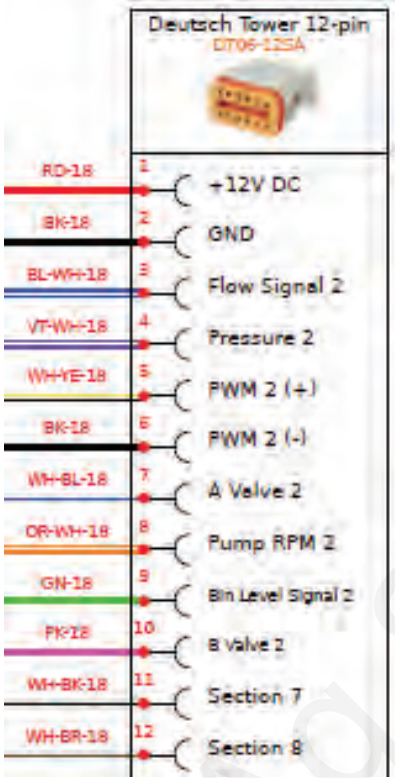 Deutsch Tower 12-pin
DT06-12SA
RD-18 1 +12V DC
BK-18 2 GND
BL-WH-18 3 Flow Signal 2
VT-WH-18 4 Pressure 2
WH-YE-18 5 PWM 2 (+)
BK-18 6 PWM 2 (-)
WH-BL-18 7 A Valve 2
OR-WH-18 8 Pump RPM 2
GN-18 9 Bin Level Signal 2
PK-18 10 B Valve 2
WH-BK-18 11 Section 7
WH-BR-18 12 Section 8